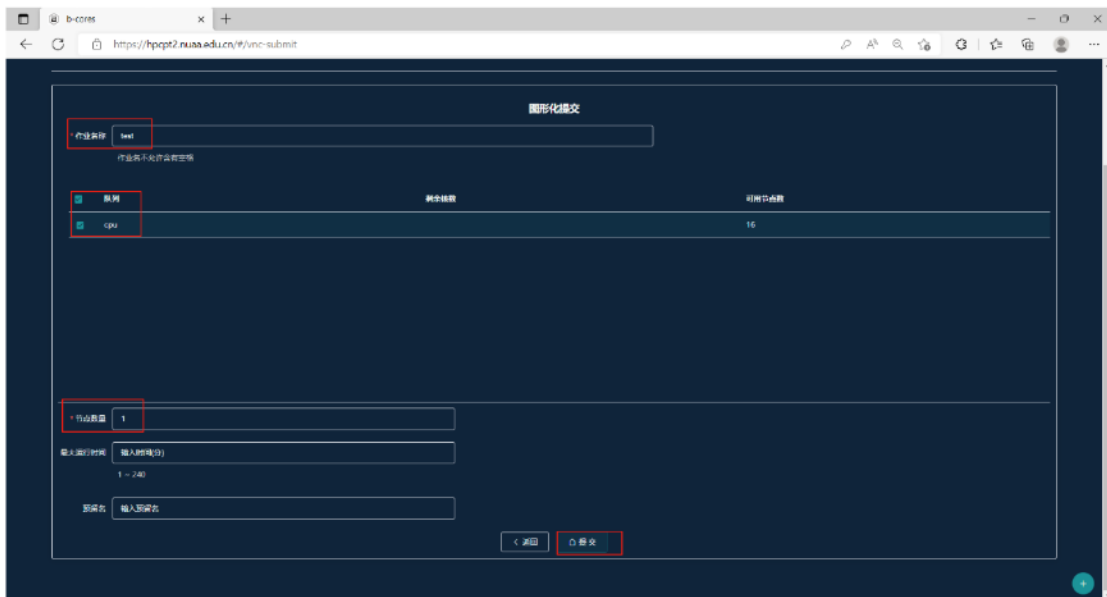 b-cores
https://hpcpt2.nuaa.edu.cn/#/vnc-submit
图形化提交
* 作业名称 test
作业名不允许含有空格
队列 剩余核数 可用节点数
cpu 16
* 节点数量 1
最大运行时间 输入时间(分)
1 ~ 240
预留名 输入预留名
< 返回 提交